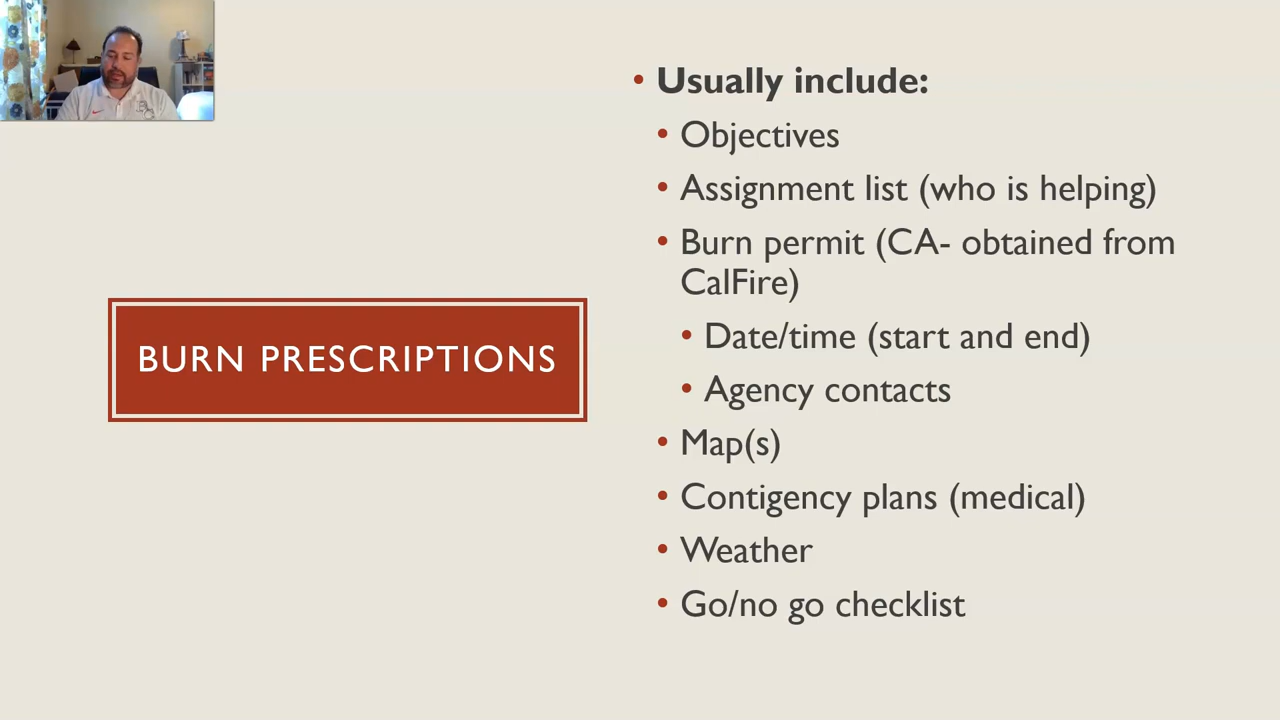 BURN PRESCRIPTIONS
• Usually include:
• Objectives
• Assignment list (who is helping)
• Burn permit (CA- obtained from
CalFire)
• Date/time (start and end)
• Agency contacts
• Map(s)
• Contigency plans (medical)
• Weather
• Go/no go checklist